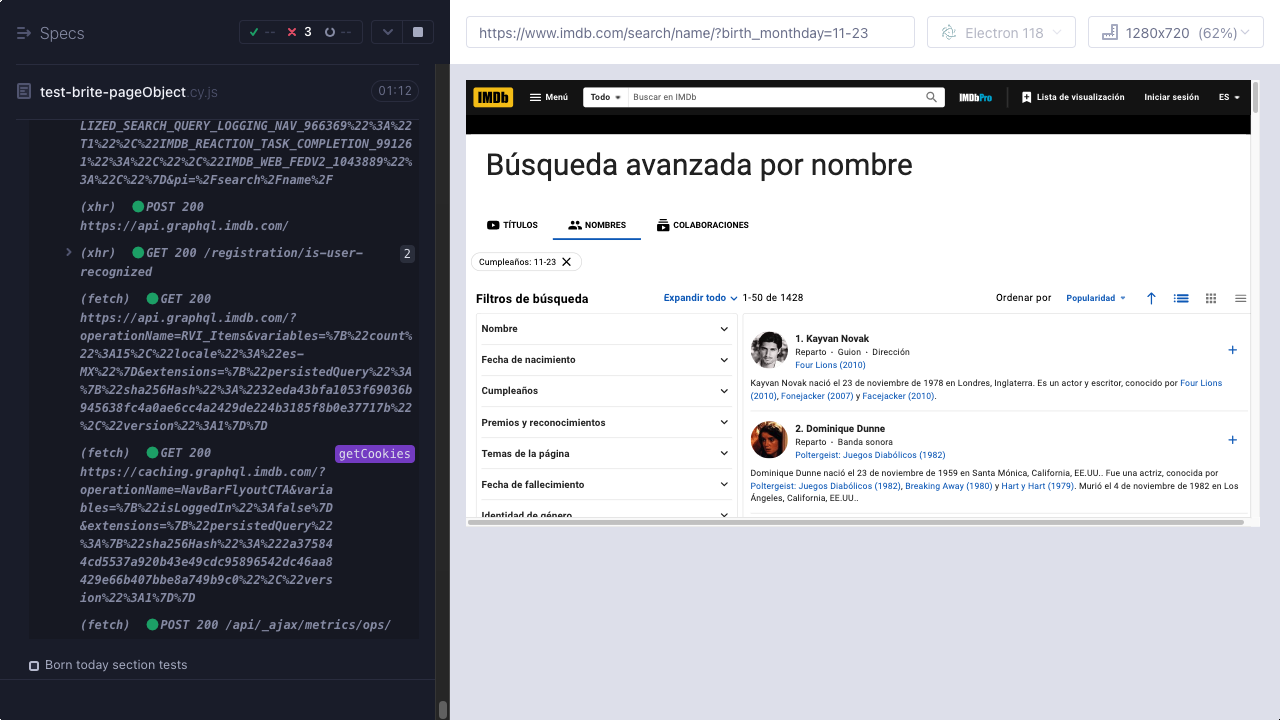 Specs
-- 3 --
test-brite-pageObject.cy.js 01:12
LIZED_SEARCH_QUERY_LOGGING_NAV_966369%22%3A%22
T1%22%2C%22IMDB_REACTION_TASK_COMPLETION_99126
1%22%3A%22C%22%2C%22IMDB_WEB_FEDV2_1043889%22%
3A%22C%22%7D&pi=%2Fsearch%2Fname%2F
(xhr) POST 200
https://api.graphql.imdb.com/
(xhr) GET 200 /registration/is-user-
recognized
2
(fetch) GET 200
https://api.graphql.imdb.com/?
operationName=RVI_Items&variables=%7B%22count%
22%3A15%2C%22locale%22%3A%22es-
MX%22%7D&extensions=%7B%22persistedQuery%22%3A
%7B%22sha256Hash%22%3A%2232eda43bfa1053f69036b
945638fc4a0ae6cc4a2429de224b3185f8b0e37717b%22
%2C%22version%22%3A1%7D%7D
(fetch) GET 200 getCookies
https://caching.graphql.imdb.com/?
operationName=NavBarFlyoutCTA&varia
bles=%7B%22isLoggedIn%22%3Afalse%7D
&extensions=%7B%22persistedQuery%22
%3A%7B%22sha256Hash%22%3A%222a37584
4cd5537a920b43e49cdc95896542dc46aa8
429e66b407bbe8a749b9c0%22%2C%22vers
ion%22%3A1%7D%7D
(fetch) POST 200 /api/_ajax/metrics/ops/
Born today section tests
https://www.imdb.com/search/name/?birth_monthday=11-23
Electron 118
1280x720 (62%)
IMDb Menú Todo Buscar en IMDb IMDbPro Lista de visualización Iniciar sesión ES
Búsqueda avanzada por nombre
TÍTULOS NOMBRES COLABORACIONES
Cumpleaños: 11-23
Filtros de búsqueda Expandir todo
1-50 de 1428 Ordenar por Popularidad
Nombre
Fecha de nacimiento
Cumpleaños
Premios y reconocimientos
Temas de la página
Fecha de fallecimiento
Identidad de género
1. Kayvan Novak
Reparto · Guion · Dirección
Four Lions (2010)
Kayvan Novak nació el 23 de noviembre de 1978 en Londres, Inglaterra. Es un actor y escritor, conocido por Four Lions
(2010), Fonejacker (2007) y Facejacker (2010).
2. Dominique Dunne
Reparto · Banda sonora
Poltergeist: Juegos Diabólicos (1982)
Dominique Dunne nació el 23 de noviembre de 1959 en Santa Mónica, California, EE.UU.. Fue una actriz, conocida por
Poltergeist: Juegos Diabólicos (1982), Breaking Away (1980) y Hart y Hart (1979). Murió el 4 de noviembre de 1982 en Los
Ángeles, California, EE.UU..